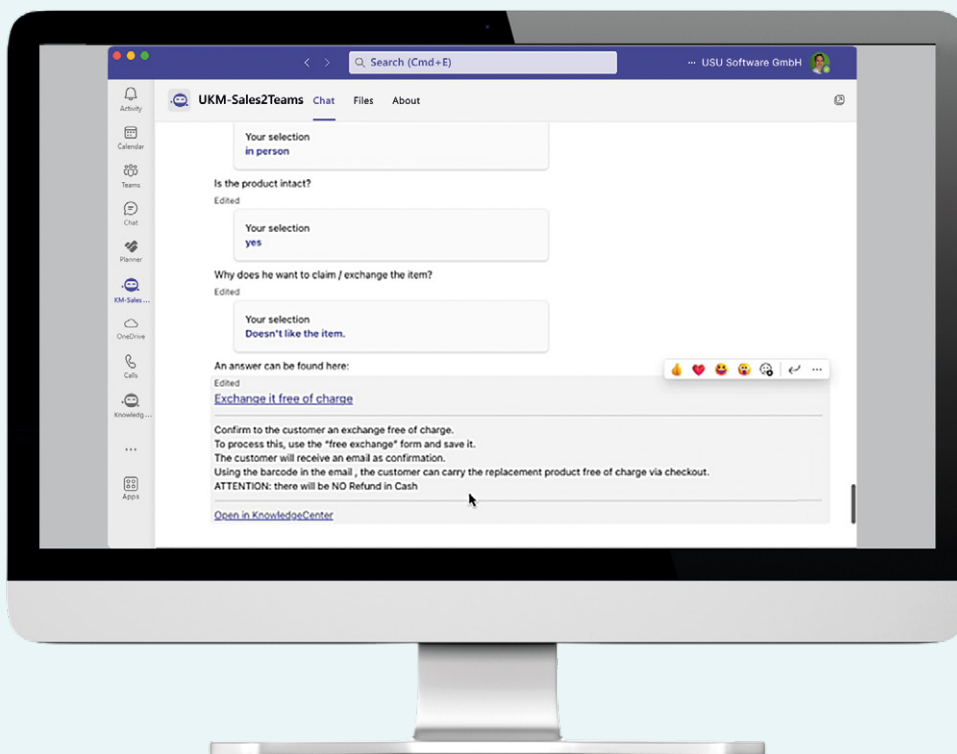 Search (Cmd+E)
··· USU Software GmbH
UKM-Sales2Teams Chat Files About
Activity
Calendar
Teams
Chat
Planner
KM-Sales ...
OneDrive
Calls
Knowledg ...
...
Apps
Your selection
in person
Is the product intact?
Edited
Your selection
yes
Why does he want to claim / exchange the item?
Edited
Your selection
Doesn't like the item.
An answer can be found here:
Edited
Exchange it free of charge
Confirm to the customer an exchange free of charge.
To process this, use the "free exchange" form and save it.
The customer will receive an email as confirmation.
Using the barcode in the email , the customer can carry the replacement product free of charge via checkout.
ATTENTION: there will be NO Refund in Cash
Open in KnowledgeCenter